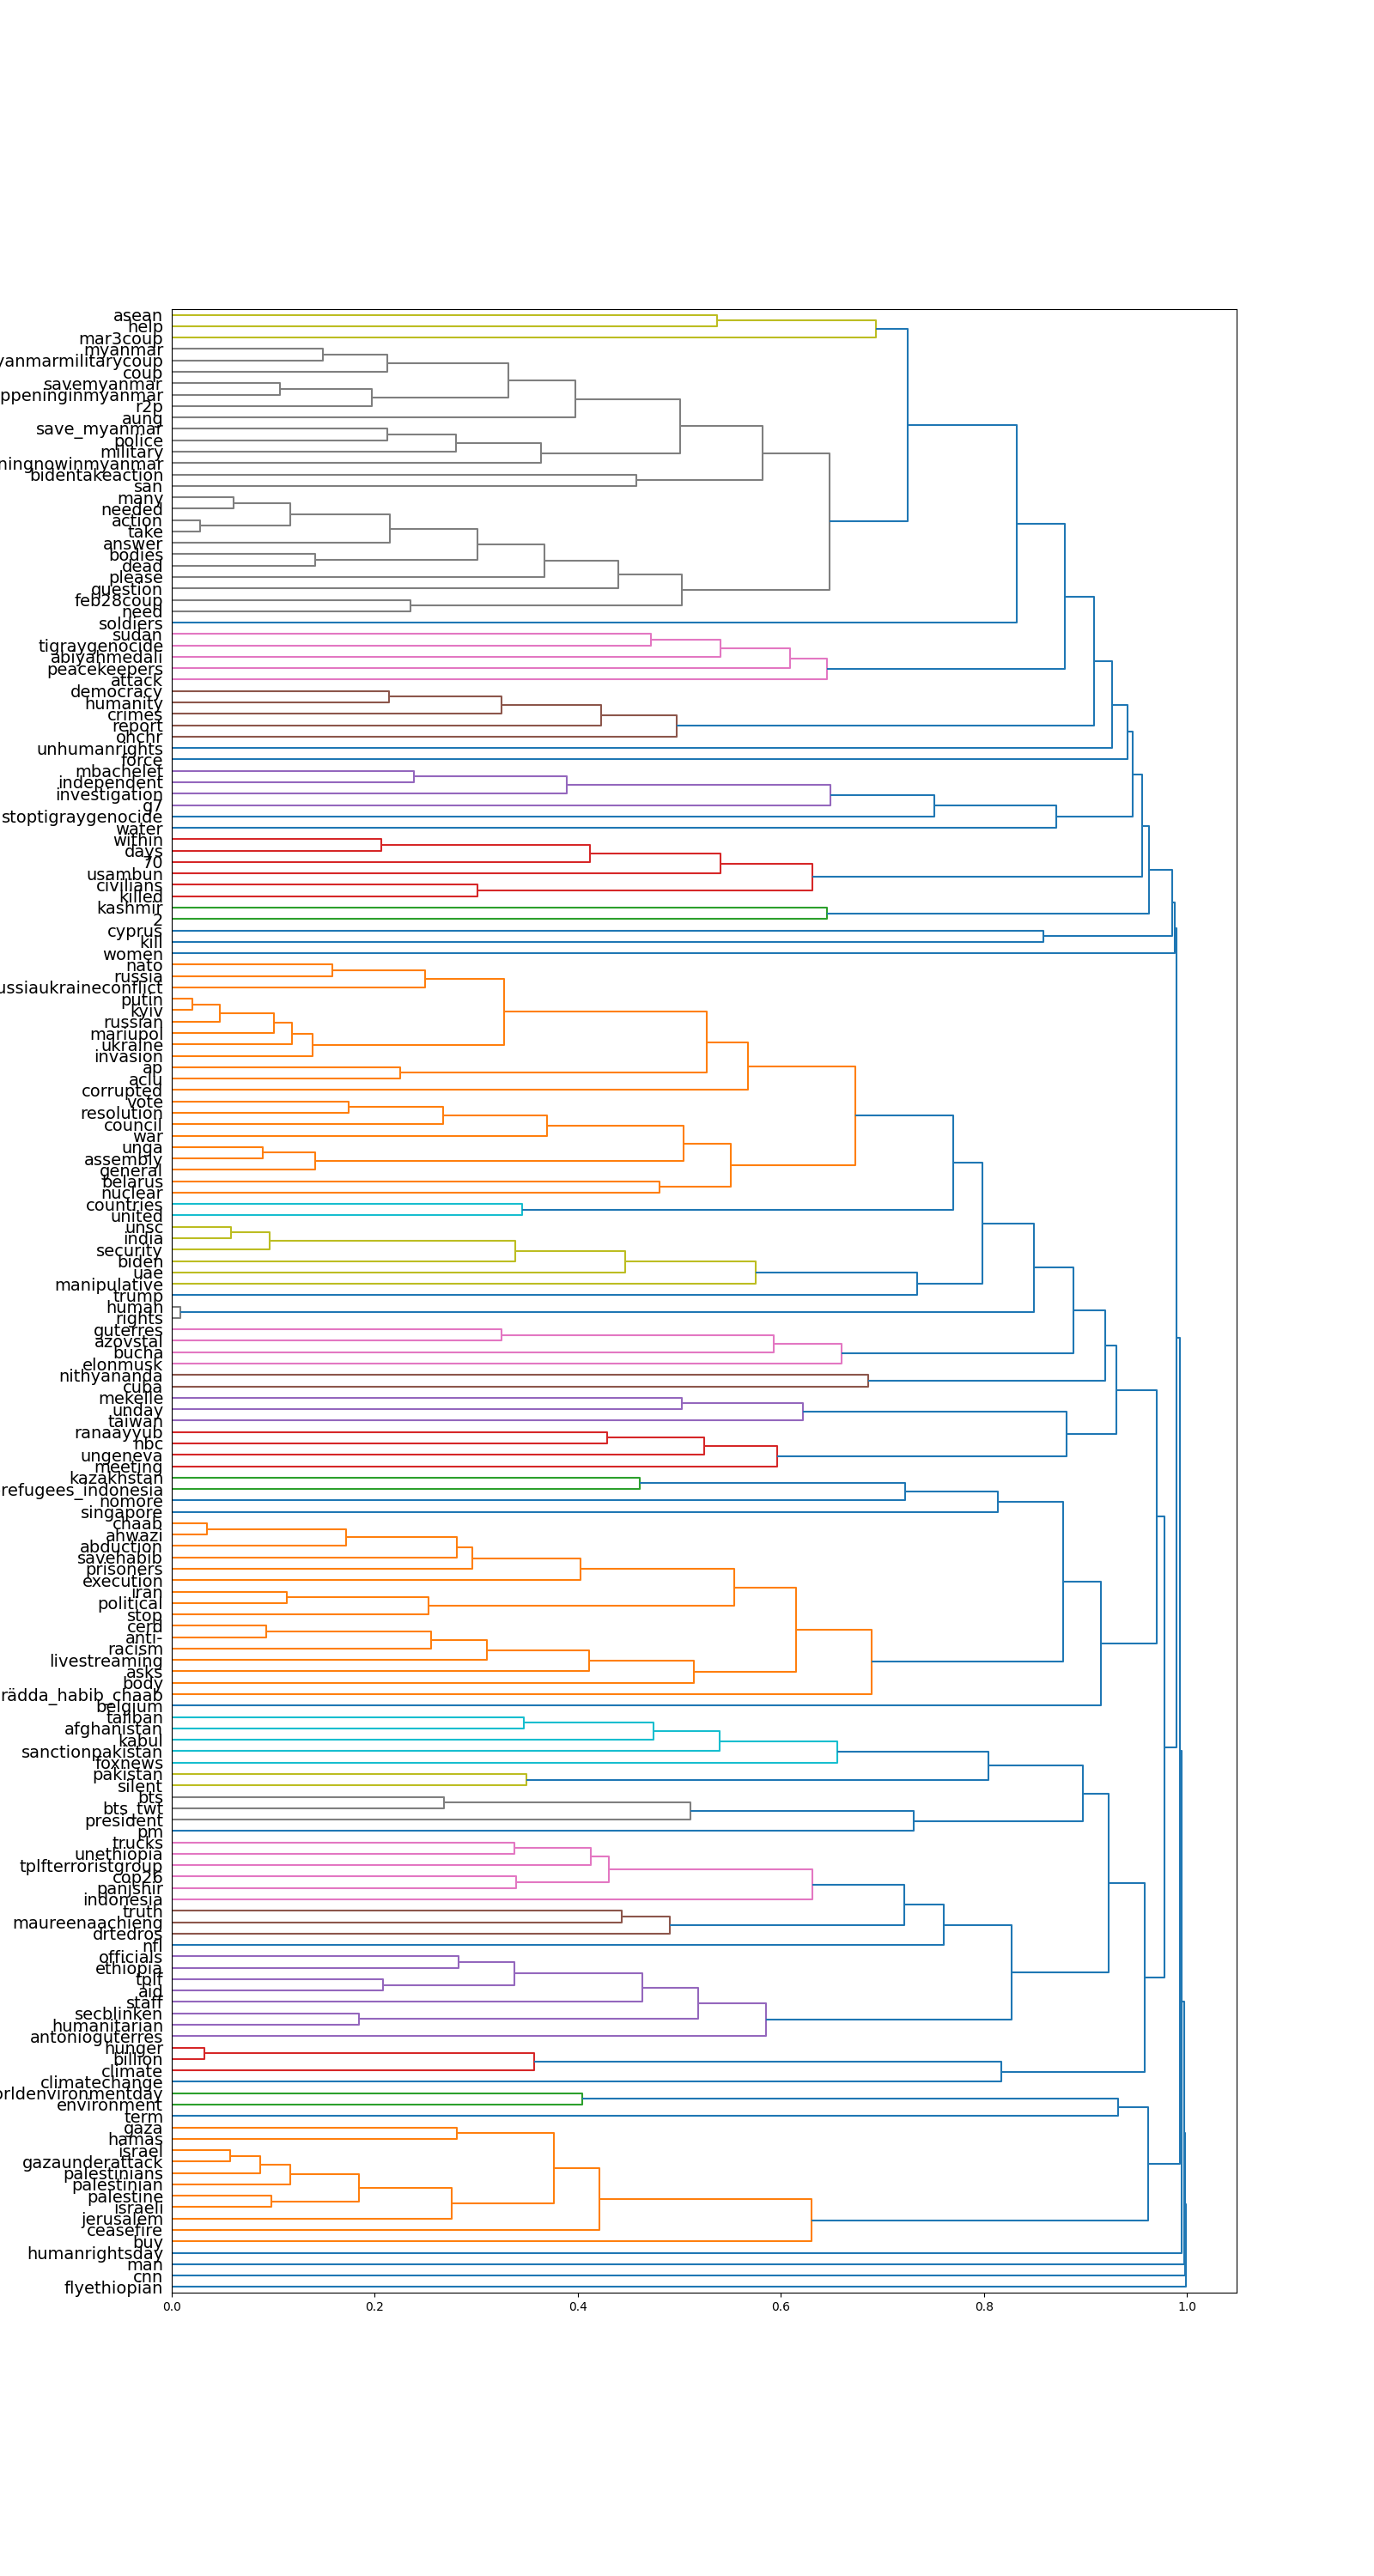 asean
help
mar3coup
myanmar
yanmarmilitarycoup
coup
savemyanmar
ppeninginmyanmar
r2p
aung
save_myanmar
police
military
ningnowinmyanmar
bidentakeaction
san
many
needed
action
take
answer
bodies
dead
please
question
feb28coup
need
soldiers
sudan
tigraygenocide
abiyahmedali
peacekeepers
attack
democracy
humanity
crimes
report
ohchr
unhumanrights
force
mbachelet
independent
investigation
g7
stoptigraygenocide
water
within
days
70
usambun
civilians
killed
kashmir
2
cyprus
kill
women
nato
russia
ussiaukraineconflict
putin
kyiv
russian
mariupol
ukraine
invasion
ap
aclu
corrupted
vote
resolution
council
war
unga
assembly
general
belarus
nuclear
countries
united
unsc
india
security
biden
uae
manipulative
trump
human
rights
guterres
azovstal
bucha
elonmusk
nithyananda
cuba
mekelle
unday
taiwan
ranaayyub
nbc
ungeneva
meeting
kazakhstan
refugees_indonesia
nomore
singapore
chaab
ahwazi
abduction
savehabib
prisoners
execution
iran
political
stop
cerd
anti-
racism
livestreaming
asks
body
rädda_habib_chaab
belgium
taliban
afghanistan
kabul
sanctionpakistan
foxnews
pakistan
silent
bts
bts_twt
president
pm
trucks
unethiopia
tplfterroristgroup
cop26
panjshir
indonesia
truth
maureenaachieng
drtedros
nfl
officials
ethiopia
tplf
aid
staff
secblinken
humanitarian
antonioguterres
hunger
billion
climate
climatechange
orldenvironmentday
environment
term
gaza
hamas
israel
gazaunderattack
palestinians
palestinian
palestine
israeli
jerusalem
ceasefire
buy
humanrightsday
man
cnn
flyethiopian
0.0 0.2 0.4 0.6 0.8 1.0